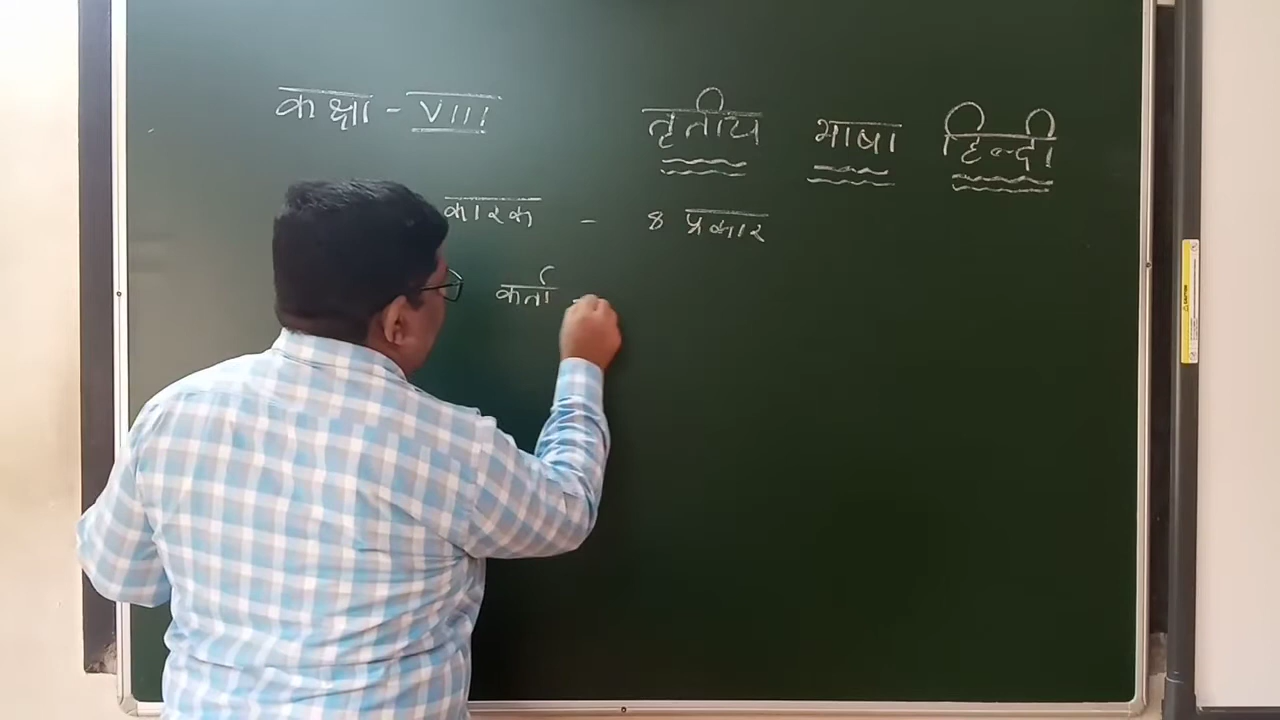 कक्षा - VIII
तृतीय भाषा हिन्दी
कारक - 8 प्रकार
कर्ता -